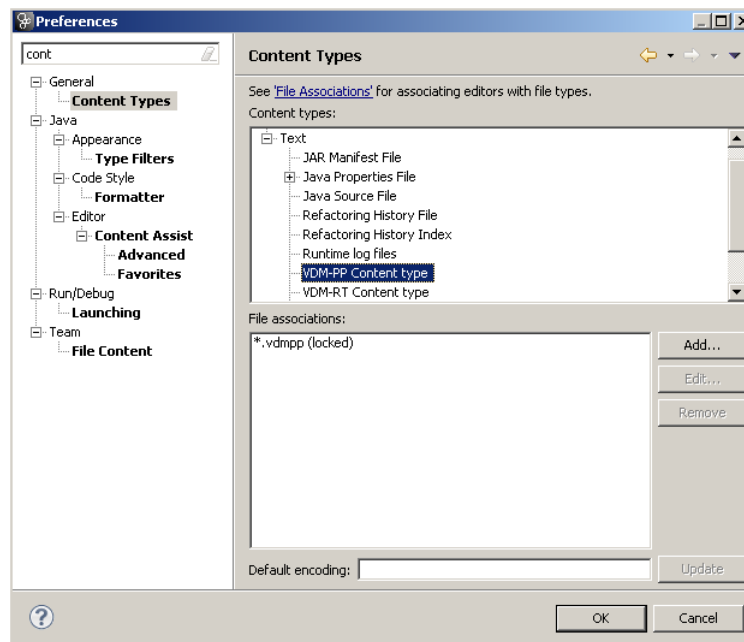 Preferences
cont
General
Content Types
Java
Appearance
Type Filters
Code Style
Formatter
Editor
Content Assist
Advanced
Favorites
Run/Debug
Launching
Team
File Content
Content Types
See 'File Associations' for associating editors with file types.
Content types:
Text
JAR Manifest File
Java Properties File
Java Source File
Refactoring History File
Refactoring History Index
Runtime log files
VDM-PP Content type
VDM-RT Content type
File associations:
*.vdmpp (locked)
Add...
Edit...
Remove
Default encoding:
Update
?
OK
Cancel